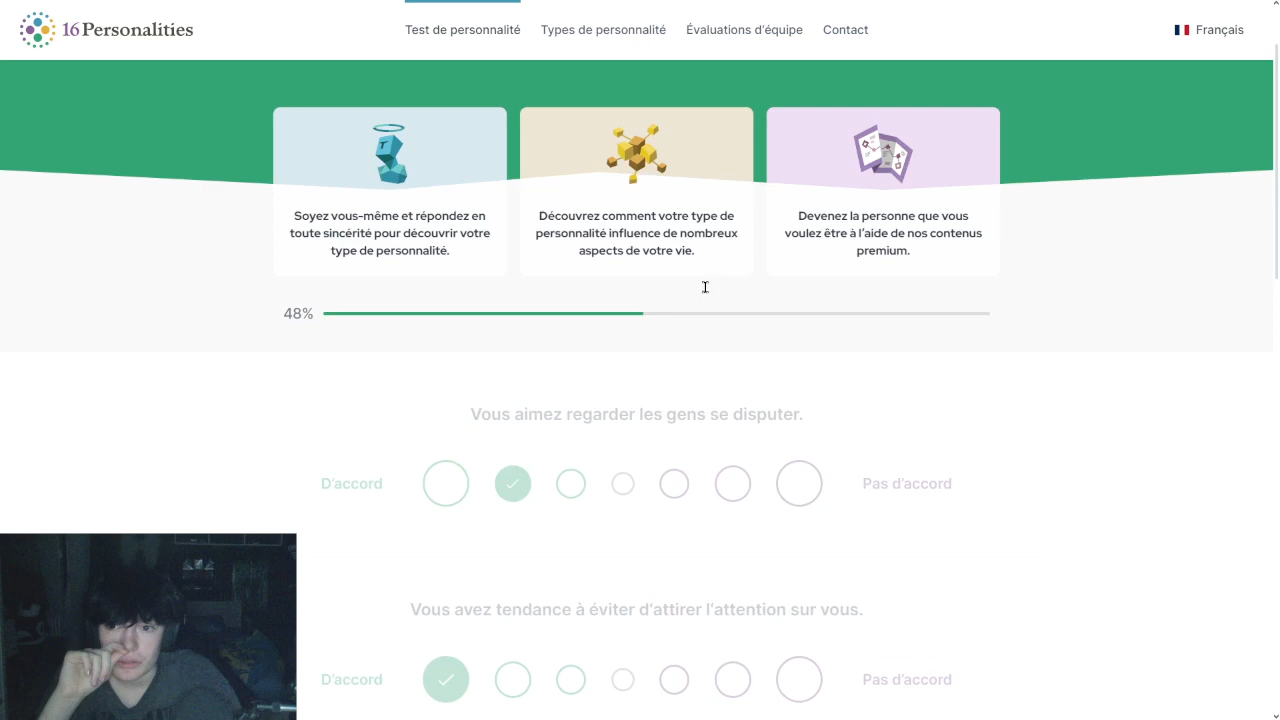 16Personalities
Test de personnalité
Types de personnalité
Évaluations d'équipe
Contact
Français
T
Soyez vous-même et répondez en
toute sincérité pour découvrir votre
type de personnalité.
Découvrez comment votre type de
personnalité influence de nombreux
aspects de votre vie.
Devenez la personne que vous
voulez être à l'aide de nos contenus
premium.
48%
Vous aimez regarder les gens se disputer.
D'accord
Pas d'accord
Vous avez tendance à éviter d'attirer l'attention sur vous.
D'accord
Pas d'accord